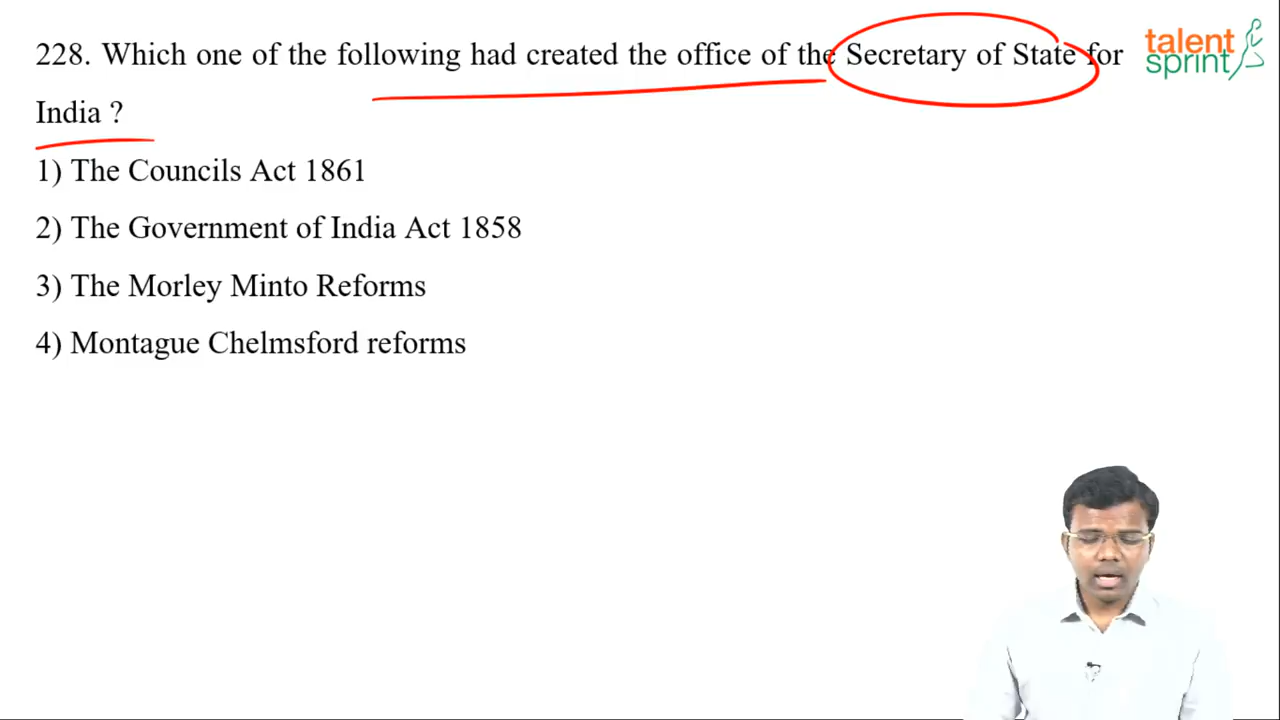 228. Which one of the following had created the office of the Secretary of State for
India ?
1) The Councils Act 1861
2) The Government of India Act 1858
3) The Morley Minto Reforms
4) Montague Chelmsford reforms
talent
sprint